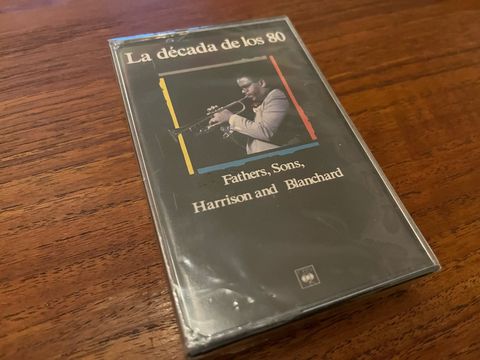 La década de los 80
Fathers, Sons,
Harrison and Blanchard